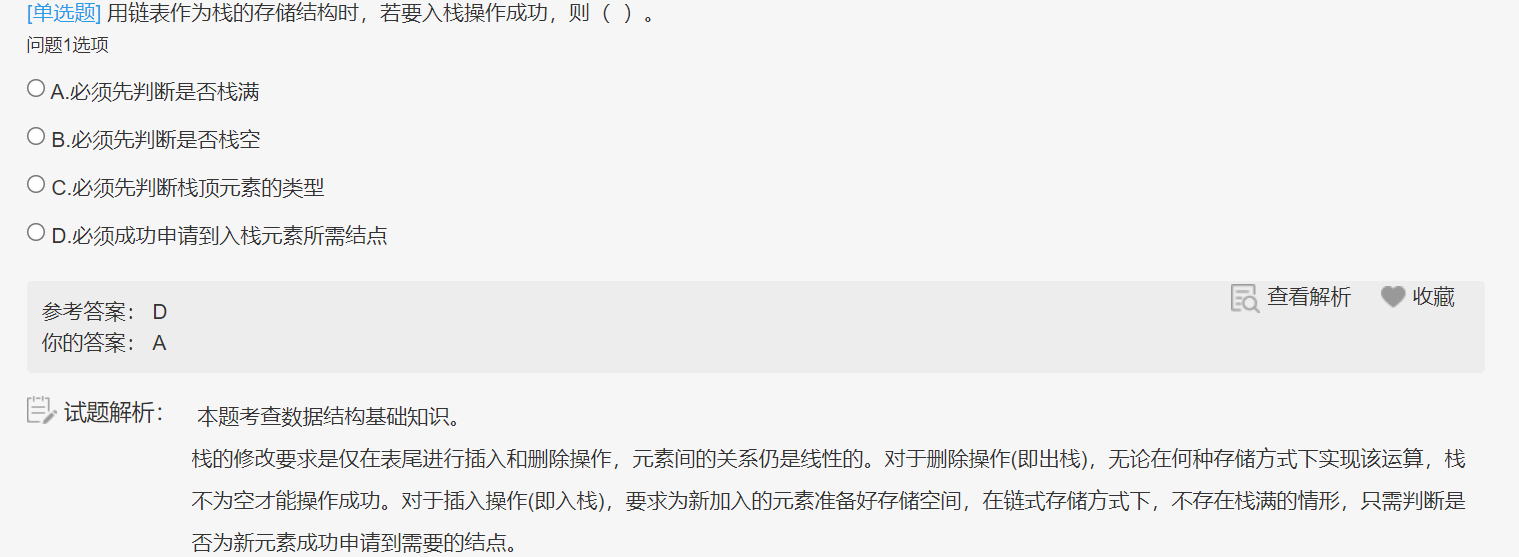 [单选题] 用链表作为栈的存储结构时，若要入栈操作成功，则（  ）。
问题1选项
A.必须先判断是否栈满
B.必须先判断是否栈空
C.必须先判断栈顶元素的类型
D.必须成功申请到入栈元素所需结点
查看解析 收藏
参考答案： D
你的答案： A
试题解析： 本题考查数据结构基础知识。
栈的修改要求是仅在表尾进行插入和删除操作，元素间的关系仍是线性的。对于删除操作(即出栈)，无论在何种存储方式下实现该运算，栈
不为空才能操作成功。对于插入操作(即入栈)，要求为新加入的元素准备好存储空间，在链式存储方式下，不存在栈满的情形，只需判断是
否为新元素成功申请到需要的结点。